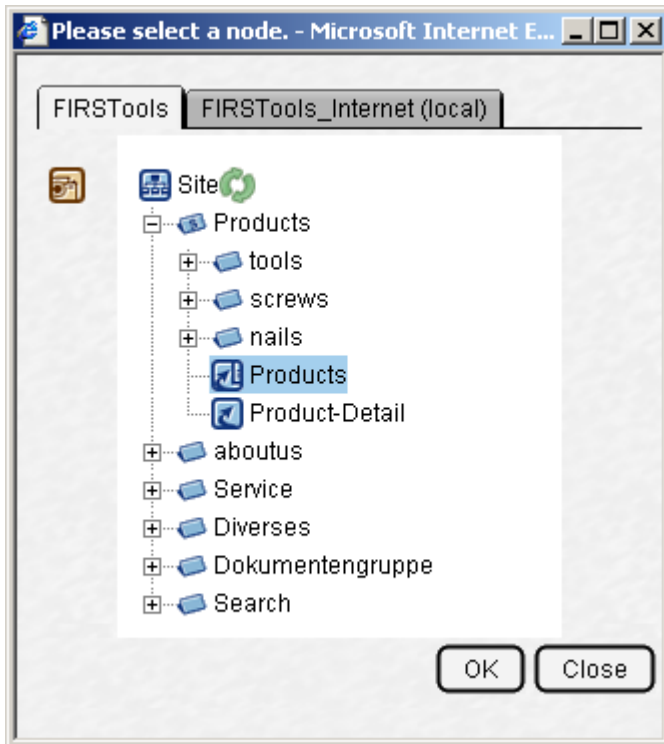 Please select a node. - Microsoft Internet E...
FIRSTools FIRSTools_Internet (local)
Site
Products
tools
screws
nails
Products
Product-Detail
aboutus
Service
Diverses
Dokumentengruppe
Search
OK Close